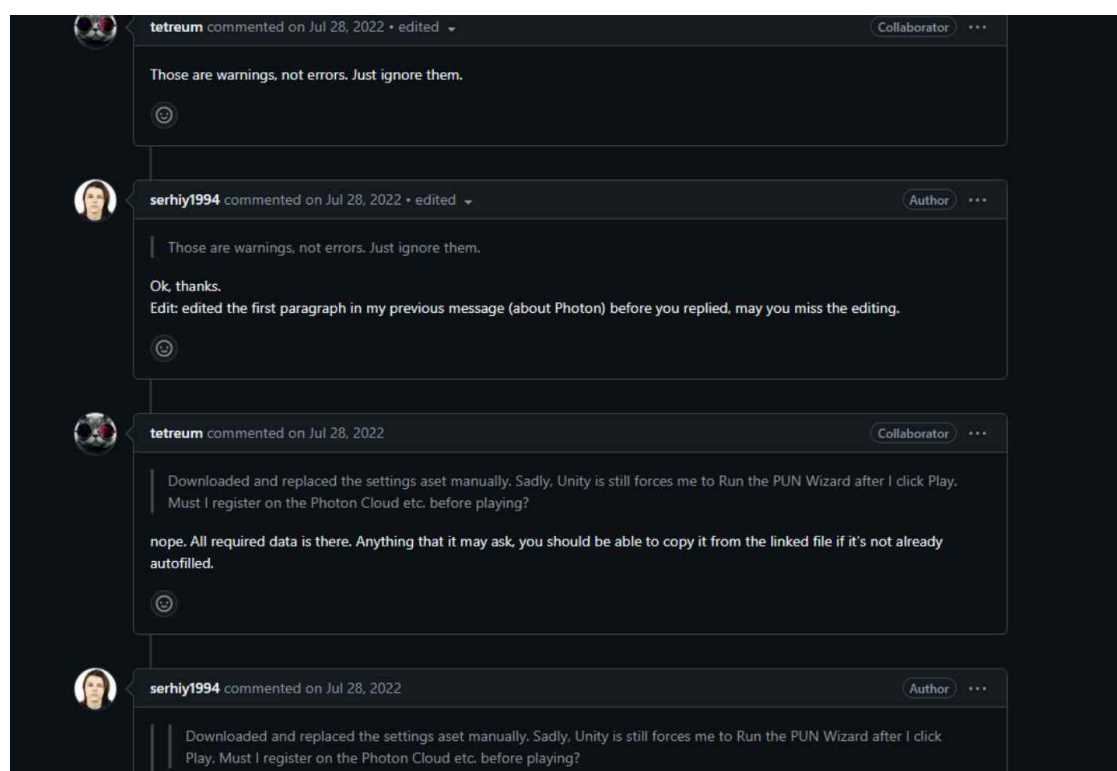 tetreum commented on Jul 28, 2022 • edited
Collaborator
Those are warnings, not errors. Just ignore them.
serhiy1994 commented on Jul 28, 2022 • edited
Author
Those are warnings, not errors. Just ignore them.
Ok, thanks.
Edit: edited the first paragraph in my previous message (about Photon) before you replied, may you miss the editing.
tetreum commented on Jul 28, 2022
Collaborator
Downloaded and replaced the settings aset manually. Sadly, Unity is still forces me to Run the PUN Wizard after I click Play.
Must I register on the Photon Cloud etc. before playing?
nope. All required data is there. Anything that it may ask, you should be able to copy it from the linked file if it's not already
autofilled.
serhiy1994 commented on Jul 28, 2022
Author
Downloaded and replaced the settings aset manually. Sadly, Unity is still forces me to Run the PUN Wizard after I click
Play. Must I register on the Photon Cloud etc. before playing?